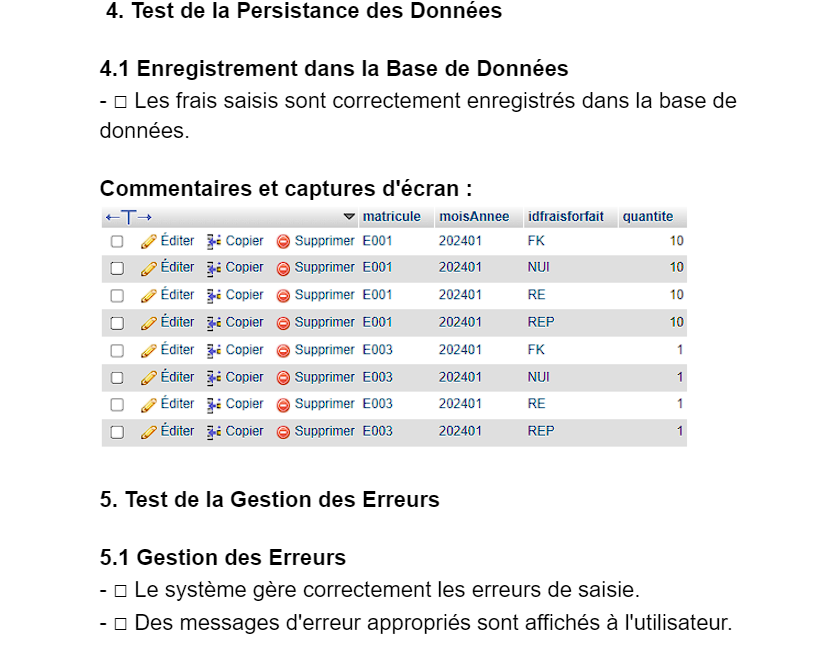 4. Test de la Persistance des Données
4.1 Enregistrement dans la Base de Données
- □ Les frais saisis sont correctement enregistrés dans la base de
données.
Commentaires et captures d'écran :
←T→ ▼ matricule moisAnnee idfraisforfait quantite
□ Éditer Copier Supprimer E001 202401 FK 10
□ Éditer Copier Supprimer E001 202401 NUI 10
□ Éditer Copier Supprimer E001 202401 RE 10
□ Éditer Copier Supprimer E001 202401 REP 10
□ Éditer Copier Supprimer E003 202401 FK 1
□ Éditer Copier Supprimer E003 202401 NUI 1
□ Éditer Copier Supprimer E003 202401 RE 1
□ Éditer Copier Supprimer E003 202401 REP 1
5. Test de la Gestion des Erreurs
5.1 Gestion des Erreurs
- □ Le système gère correctement les erreurs de saisie.
- □ Des messages d'erreur appropriés sont affichés à l'utilisateur.